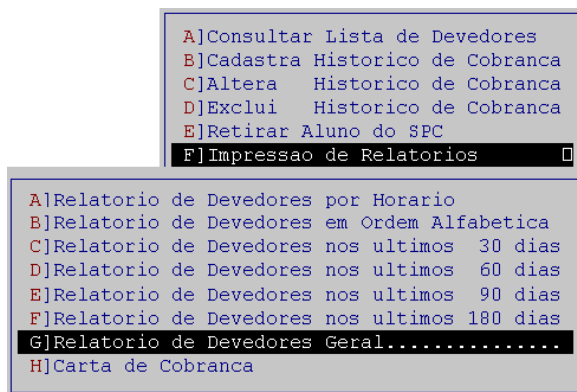 A]Consultar Lista de Devedores
B]Cadastra Historico de Cobranca
C]Altera   Historico de Cobranca
D]Exclui   Historico de Cobranca
E]Retirar Aluno do SPC
F]Impressao de Relatorios
A]Relatorio de Devedores por Horario
B]Relatorio de Devedores em Ordem Alfabetica
C]Relatorio de Devedores nos ultimos  30 dias
D]Relatorio de Devedores nos ultimos  60 dias
E]Relatorio de Devedores nos ultimos  90 dias
F]Relatorio de Devedores nos ultimos 180 dias
G]Relatorio de Devedores Geral...............
H]Carta de Cobranca